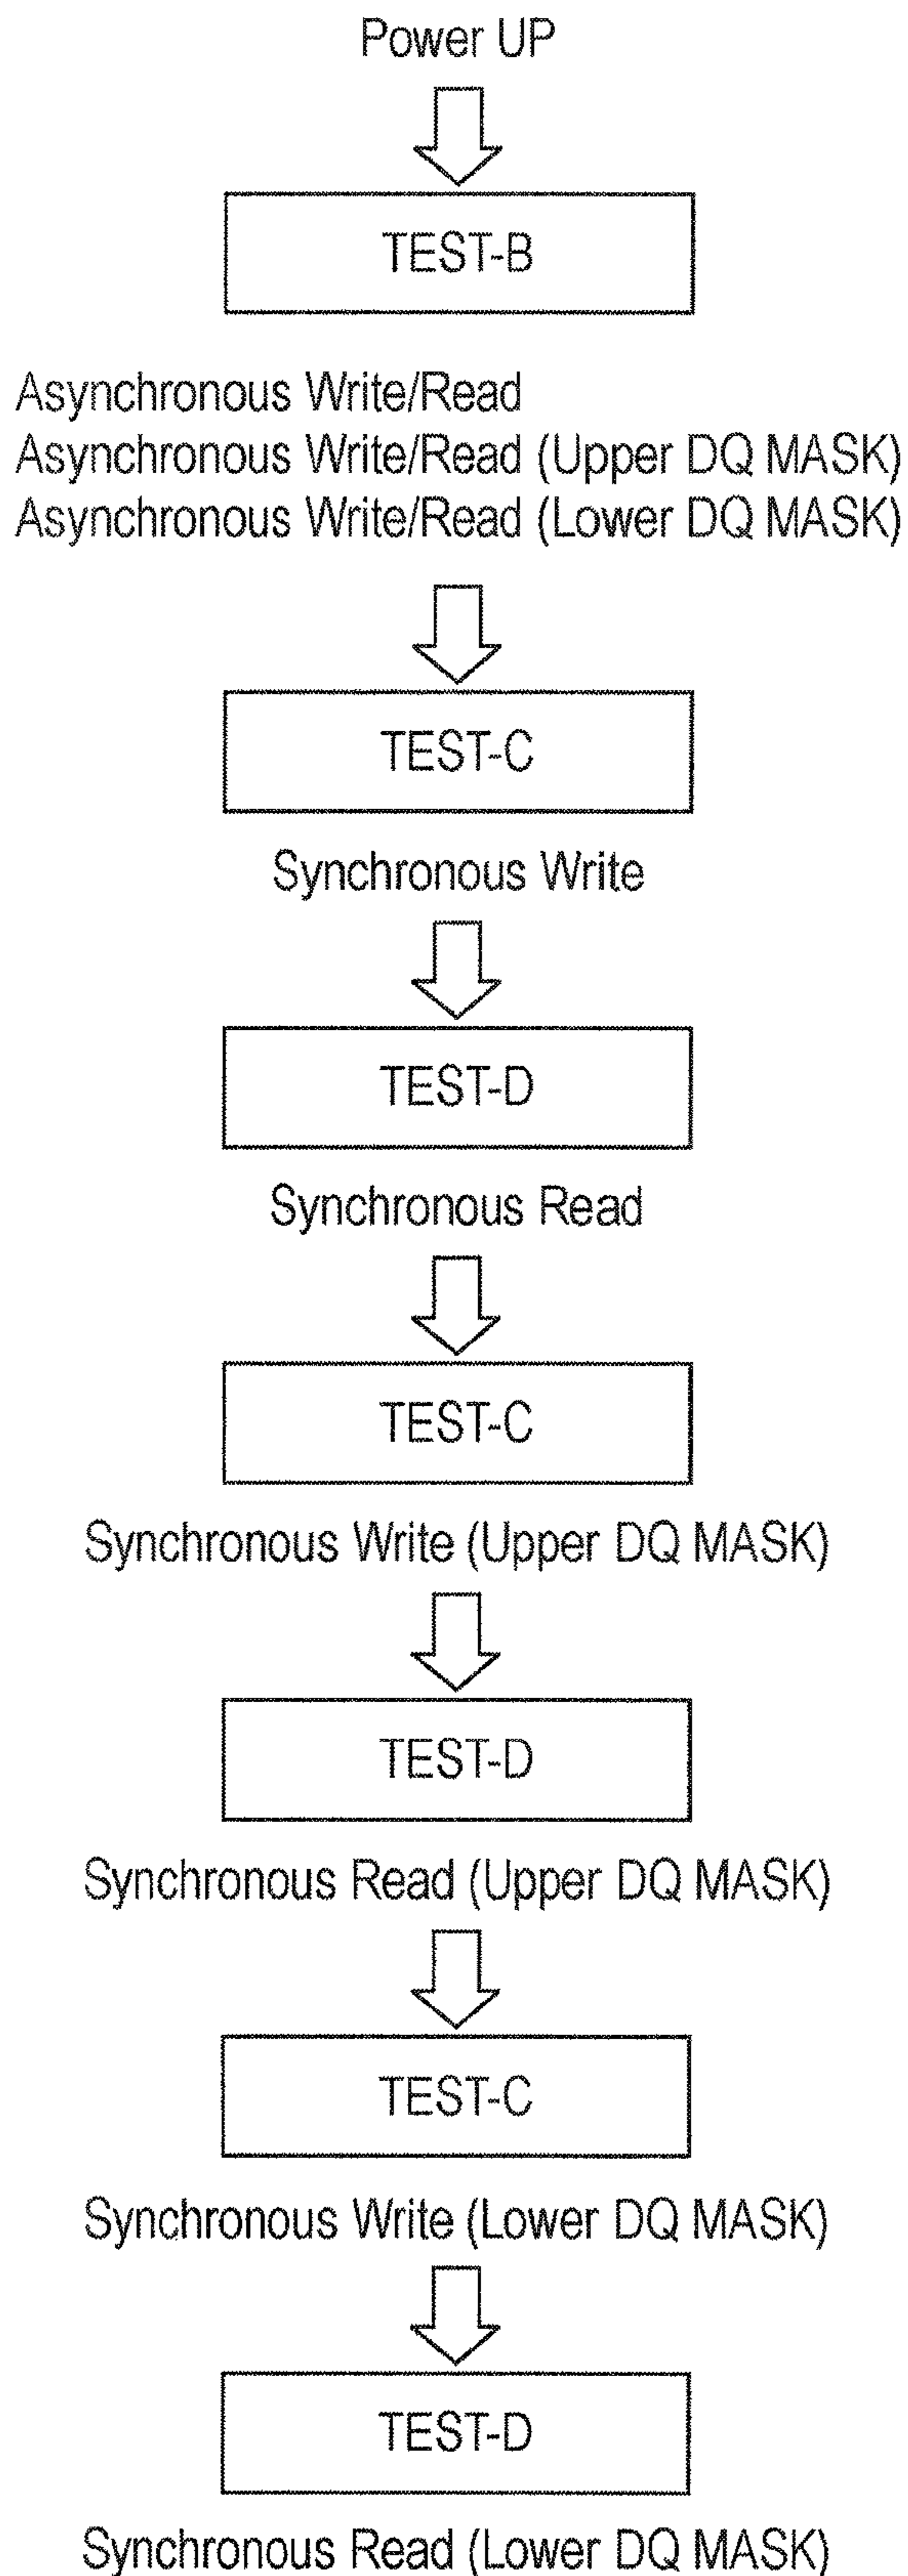 Power UP
TEST-B
Asynchronous Write/Read
Asynchronous Write/Read (Upper DQ MASK)
Asynchronous Write/Read (Lower DQ MASK)
TEST-C
Synchronous Write
TEST-D
Synchronous Read
TEST-C
Synchronous Write (Upper DQ MASK)
TEST-D
Synchronous Read (Upper DQ MASK)
TEST-C
Synchronous Write (Lower DQ MASK)
TEST-D
Synchronous Read (Lower DQ MASK)